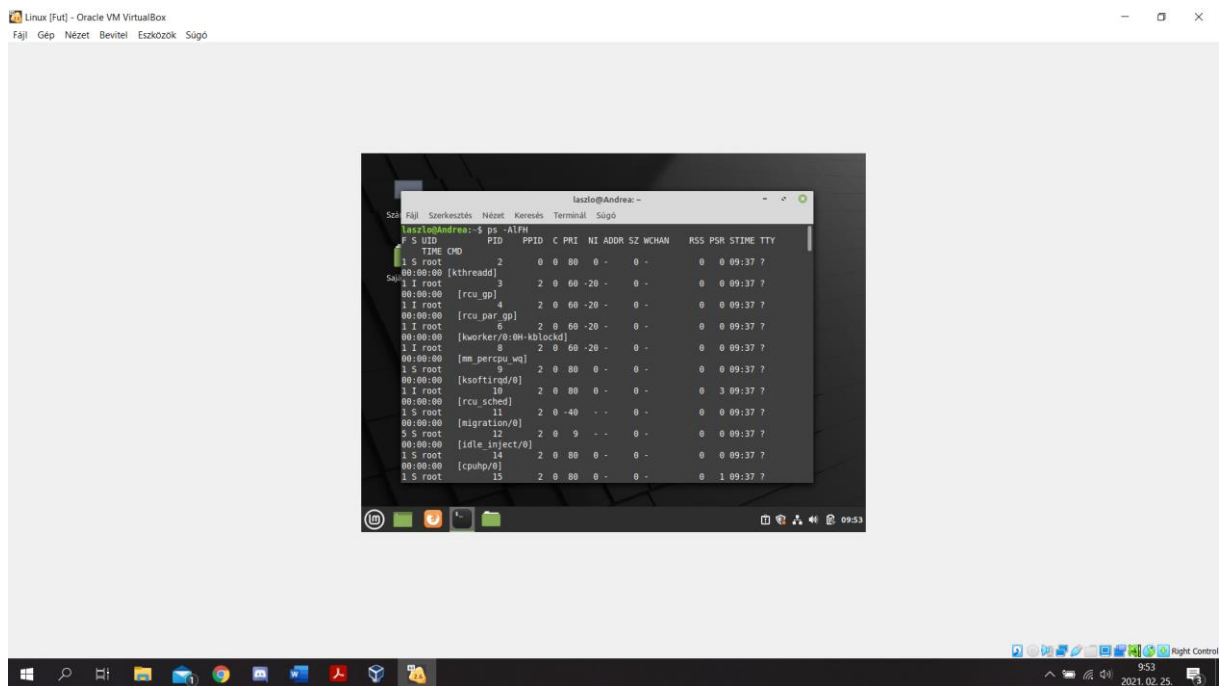 Linux [Fut] - Oracle VM VirtualBox
Fájl Gép Nézet Bevitel Eszközök Súgó
laszlo@Andrea: ~
Fájl Szerkesztés Nézet Keresés Terminál Súgó
laszlo@Andrea:~$ ps -AlFH
F S UID PID PPID C PRI NI ADDR SZ WCHAN RSS PSR STIME TTY
TIME CMD
1 S root 2 0 0 80 0 - 0 - 0 0 09:37 ?
00:00:00 [kthreadd]
1 I root 3 2 0 60 -20 - 0 - 0 0 09:37 ?
00:00:00 [rcu_gp]
1 I root 4 2 0 60 -20 - 0 - 0 0 09:37 ?
00:00:00 [rcu_par_gp]
1 I root 6 2 0 60 -20 - 0 - 0 0 09:37 ?
00:00:00 [kworker/0:0H-kblockd]
1 I root 8 2 0 60 -20 - 0 - 0 0 09:37 ?
00:00:00 [mm_percpu_wq]
1 S root 9 2 0 80 0 - 0 - 0 0 09:37 ?
00:00:00 [ksoftirqd/0]
1 I root 10 2 0 80 0 - 0 - 0 3 09:37 ?
00:00:00 [rcu_sched]
1 S root 11 2 0 -40 - - 0 - 0 0 09:37 ?
00:00:00 [migration/0]
5 S root 12 2 0 9 - - 0 - 0 0 09:37 ?
00:00:00 [idle_inject/0]
1 S root 14 2 0 80 0 - 0 - 0 0 09:37 ?
00:00:00 [cpuhp/0]
1 S root 15 2 0 80 0 - 0 - 0 1 09:37 ?
09:53
Right Control
9:53
2021. 02. 25.